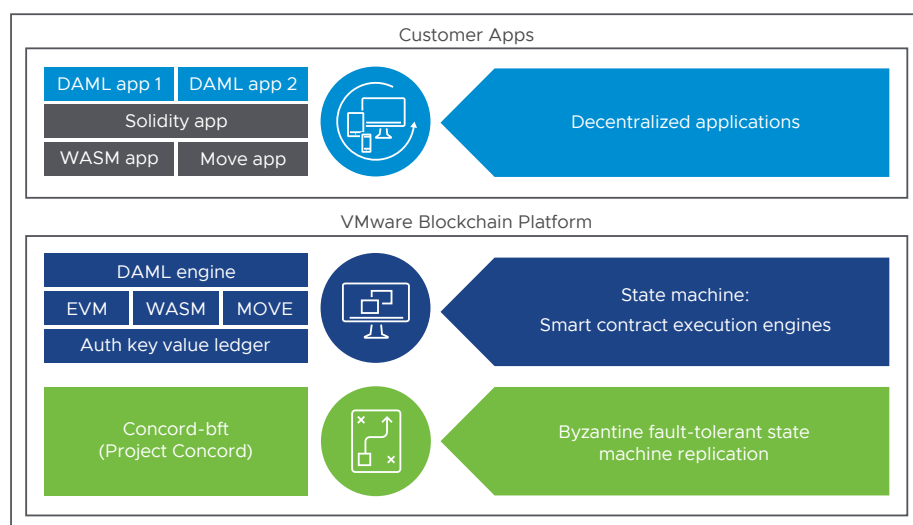 Customer Apps
DAML app 1
DAML app 2
Solidity app
WASM app
Move app
Decentralized applications
VMware Blockchain Platform
DAML engine
EVM
WASM
MOVE
Auth key value ledger
State machine:
Smart contract execution engines
Concord-bft
(Project Concord)
Byzantine fault-tolerant state
machine replication